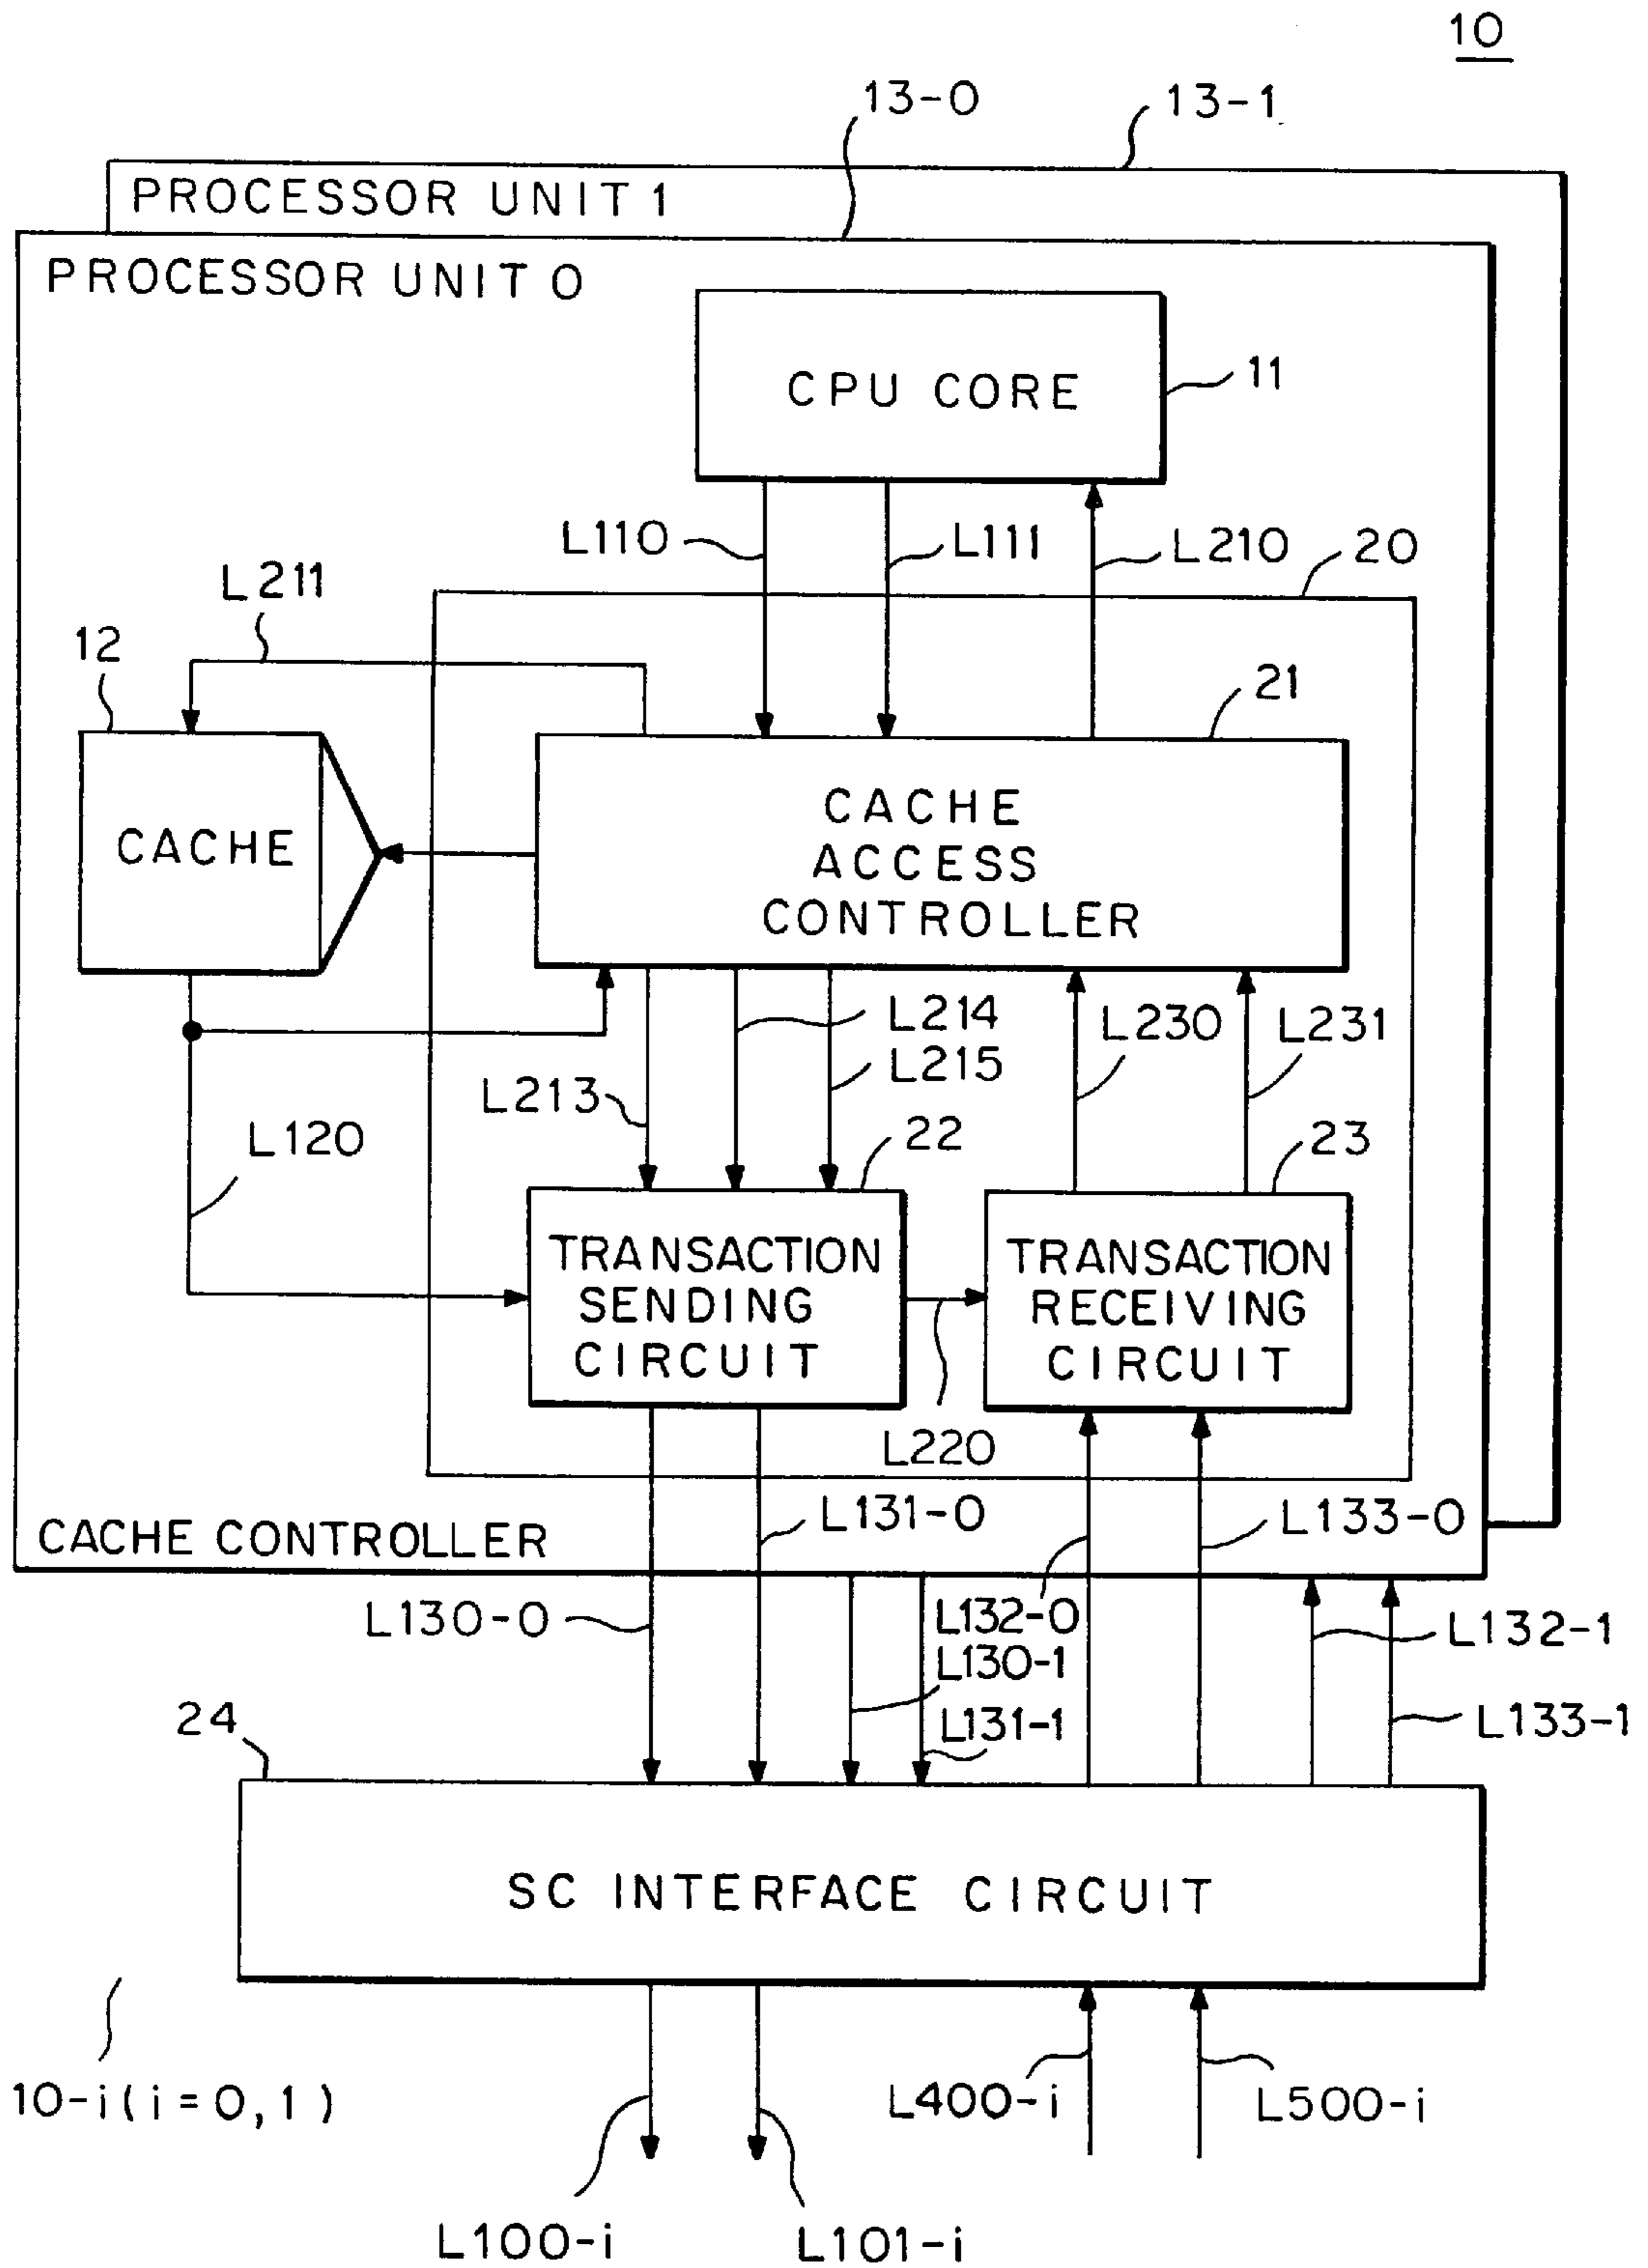 10
13-0
13-1
PROCESSOR UNIT 1
PROCESSOR UNIT 0
CPU CORE
11
L110
L111
L210
20
L211
12
21
CACHE
CACHE
ACCESS
CONTROLLER
L214
L230
L231
L215
L213
L120
22
23
TRANSACTION
SENDING
CIRCUIT
TRANSACTION
RECEIVING
CIRCUIT
L220
L131-0
L133-0
CACHE CONTROLLER
L130-0
L132-0
L132-1
L130-1
L131-1
L133-1
24
SC INTERFACE CIRCUIT
10-i(i=0,1)
L400-i
L500-i
L100-i
L101-i